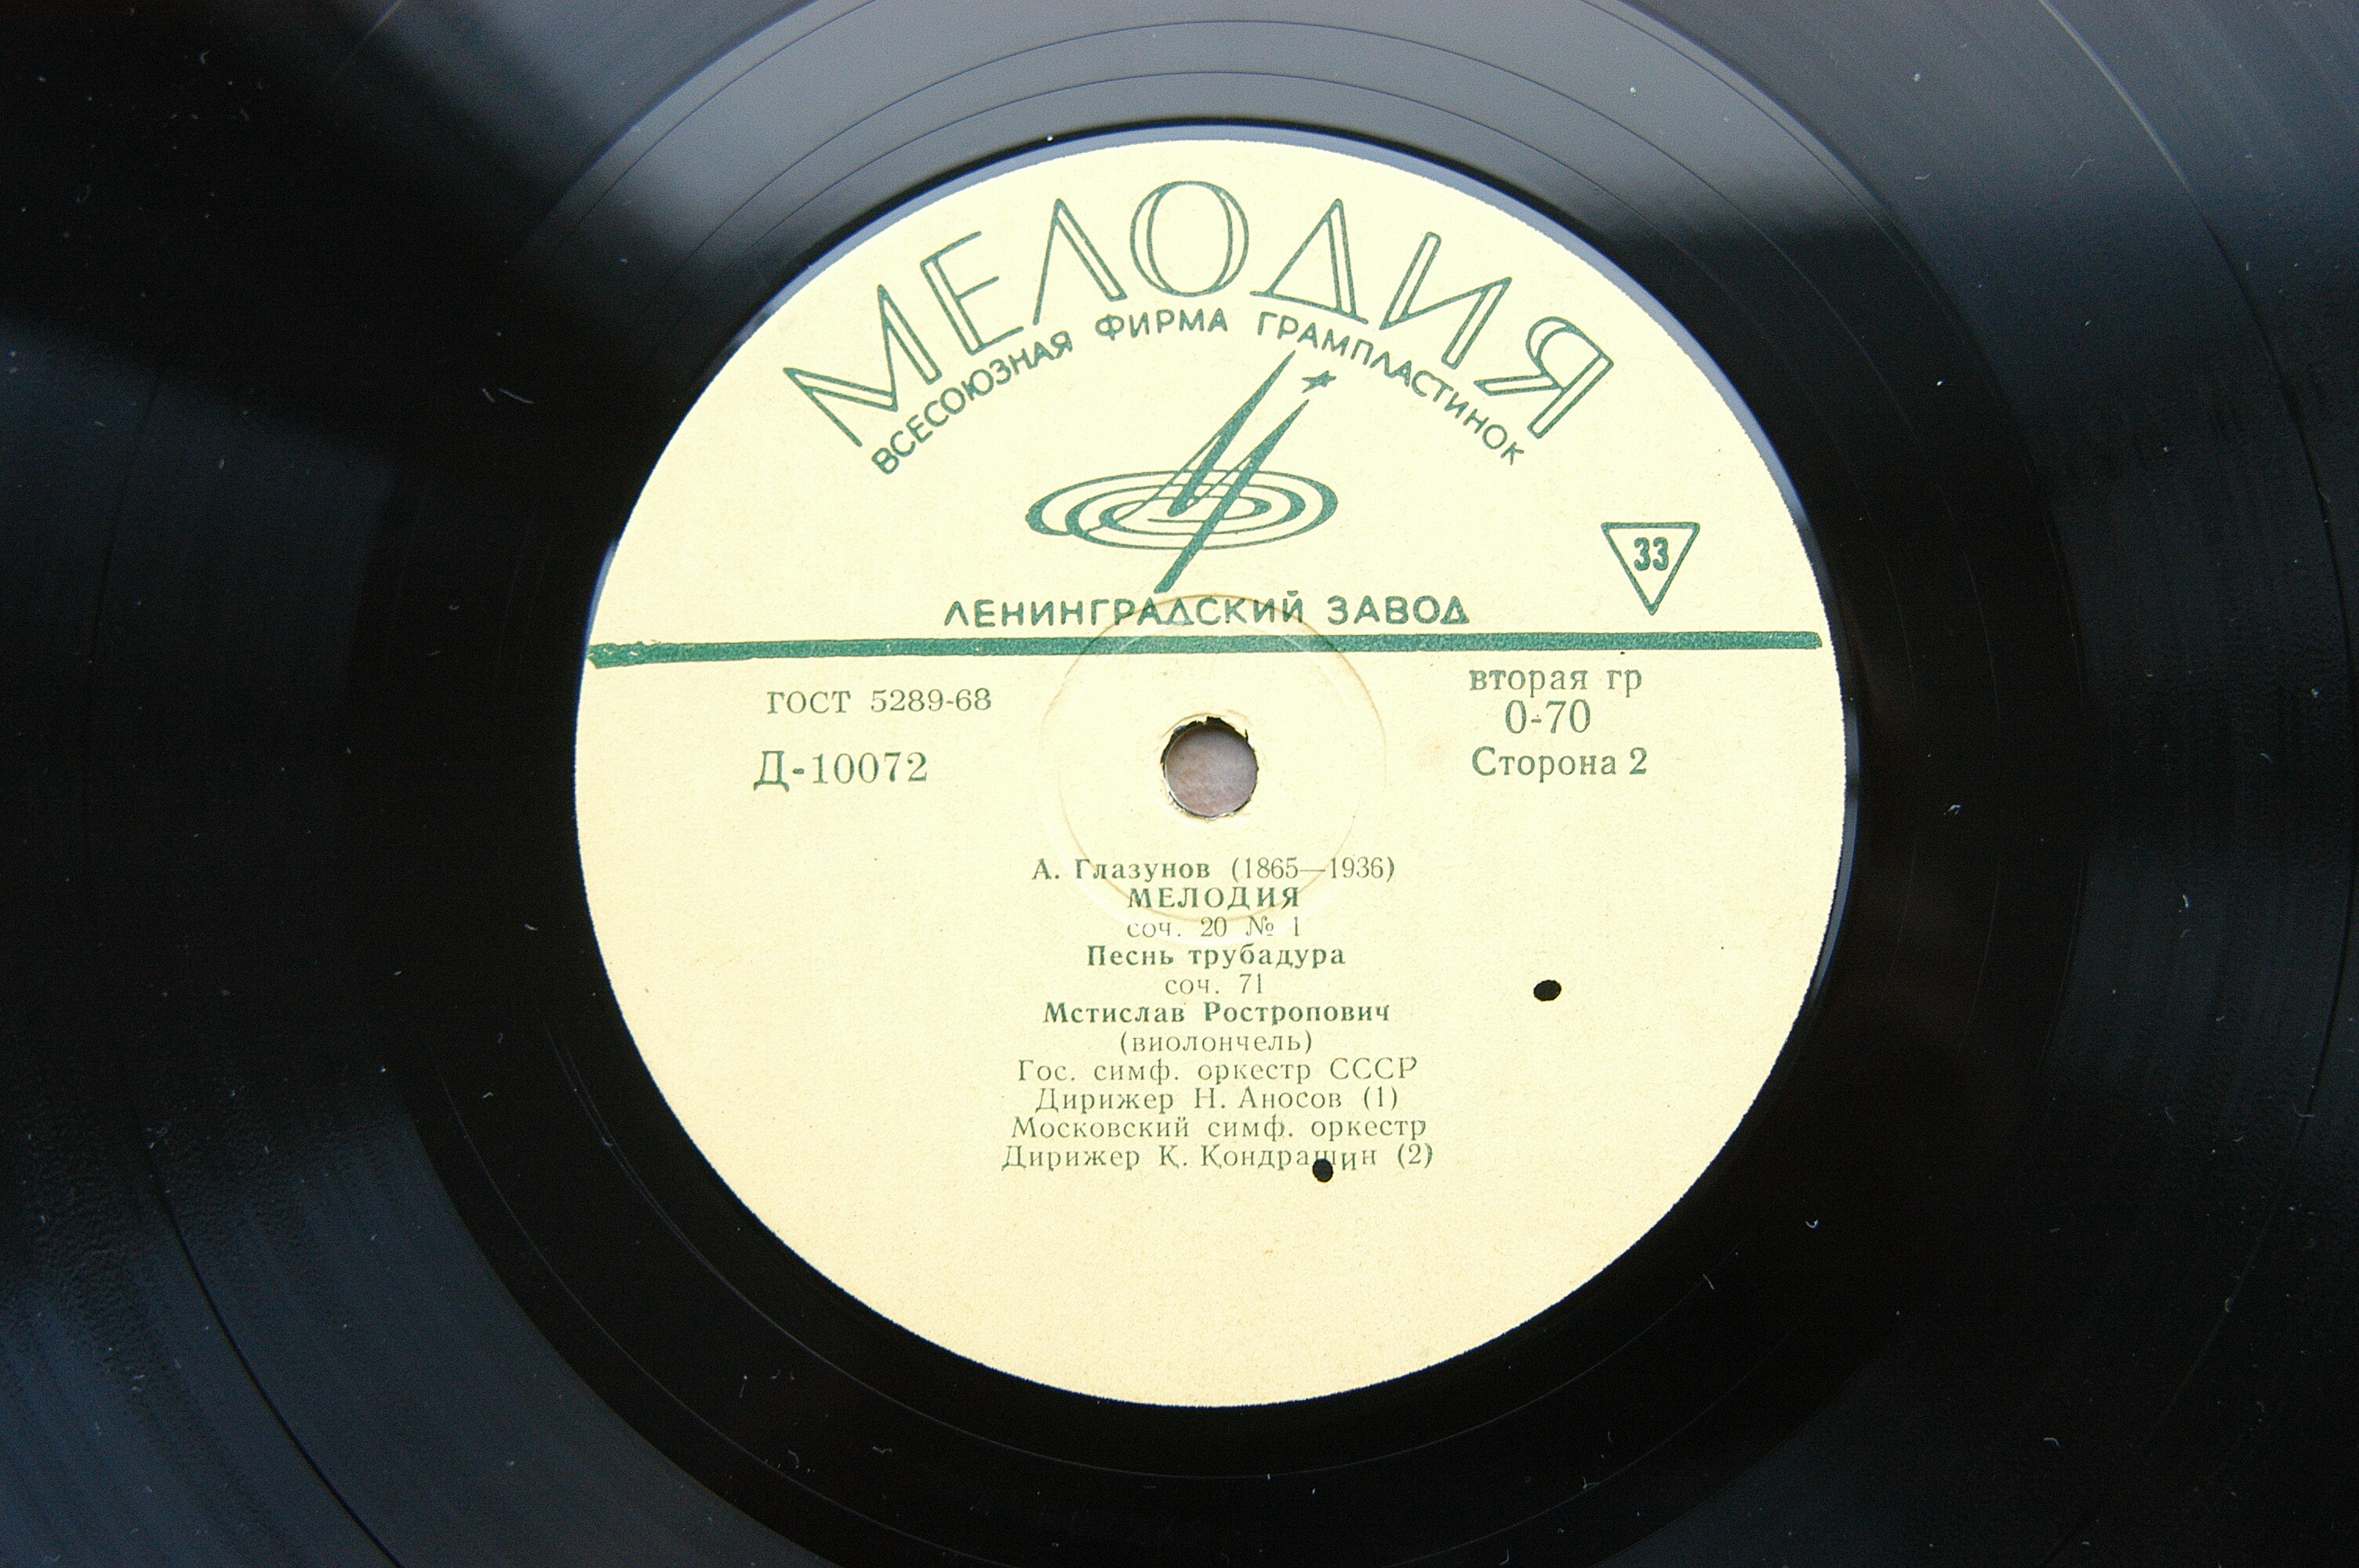 МЕЛОДИЯ
ВСЕСОЮЗНАЯ ФИРМА ГРАМПЛАСТИНОК
33
ЛЕНИНГРАДСКИЙ ЗАВОД
ГОСТ 5289-68
Д-10072
вторая гр
0-70
Сторона 2
А. Глазунов (1865—1936)
МЕЛОДИЯ
соч. 20 № 1
Песнь трубадура
соч. 71
Мстислав Ростропович
(виолончель)
Гос. симф. оркестр СССР
Дирижер Н. Аносов (1)
Московский симф. оркестр
Дирижер К. Кондрашин (2)